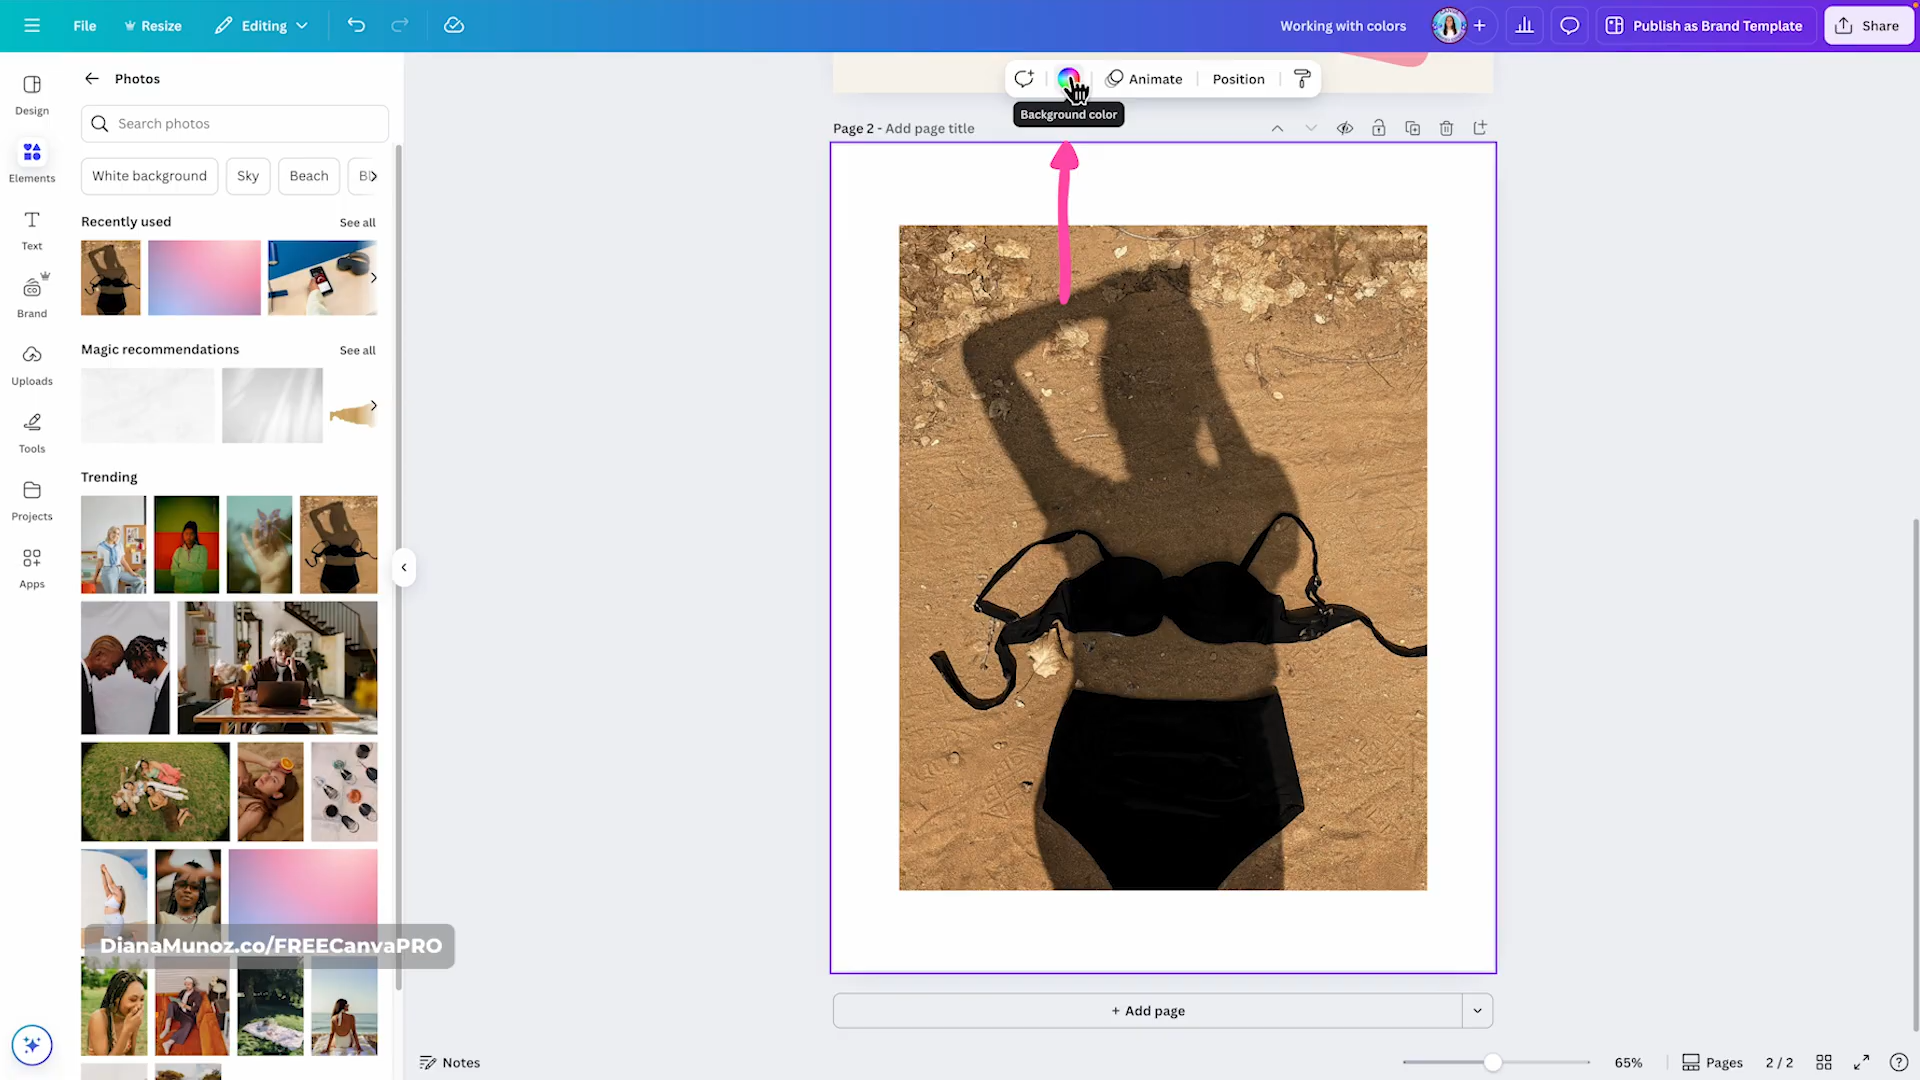 File
Resize
Editing
Working with colors
Publish as Brand Template
Share
Design
Elements
Text
Brand
Uploads
Tools
Projects
Apps
Photos
Search photos
White background
Sky
Beach
Recently used
See all
Magic recommendations
See all
Trending
DianaMunoz.co/FREECanvaPRO
Animate
Position
Background color
Page 2 - Add page title
+ Add page
Notes
65%
Pages
2 / 2